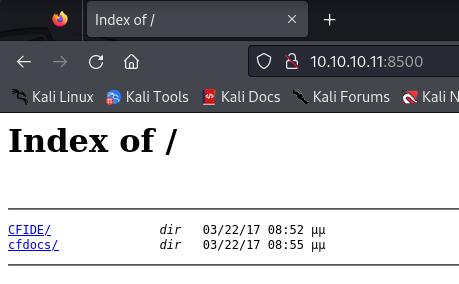 Index of /
10.10.10.11:8500
Kali Linux Kali Tools Kali Docs Kali Forums Kali N
Index of /
CFIDE/ dir 03/22/17 08:52 μμ
cfdocs/ dir 03/22/17 08:55 μμ